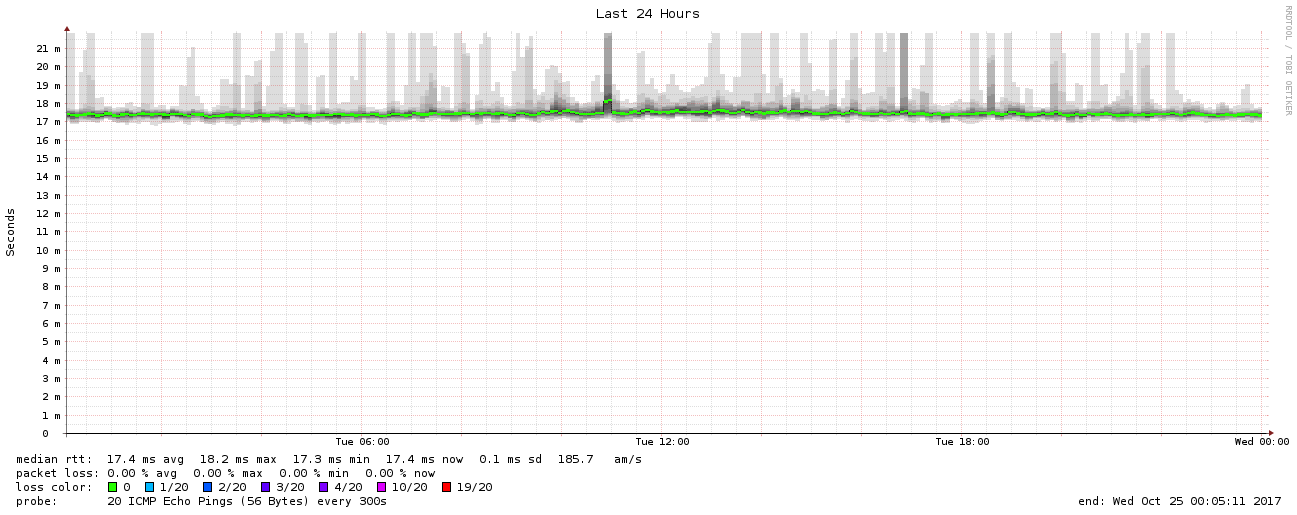 Last 24 Hours
RRDTOOL / TOBI OETIKER
Seconds
21 m
20 m
19 m
18 m
17 m
16 m
15 m
14 m
13 m
12 m
11 m
10 m
9 m
8 m
7 m
6 m
5 m
4 m
3 m
2 m
1 m
0
Tue 06:00 Tue 12:00 Tue 18:00 Wed 00:00
median rtt: 17.4 ms avg 18.2 ms max 17.3 ms min 17.4 ms now 0.1 ms sd 185.7 am/s
packet loss: 0.00 % avg 0.00 % max 0.00 % min 0.00 % now
loss color: 0 1/20 2/20 3/20 4/20 10/20 19/20
probe: 20 ICMP Echo Pings (56 Bytes) every 300s end: Wed Oct 25 00:05:11 2017